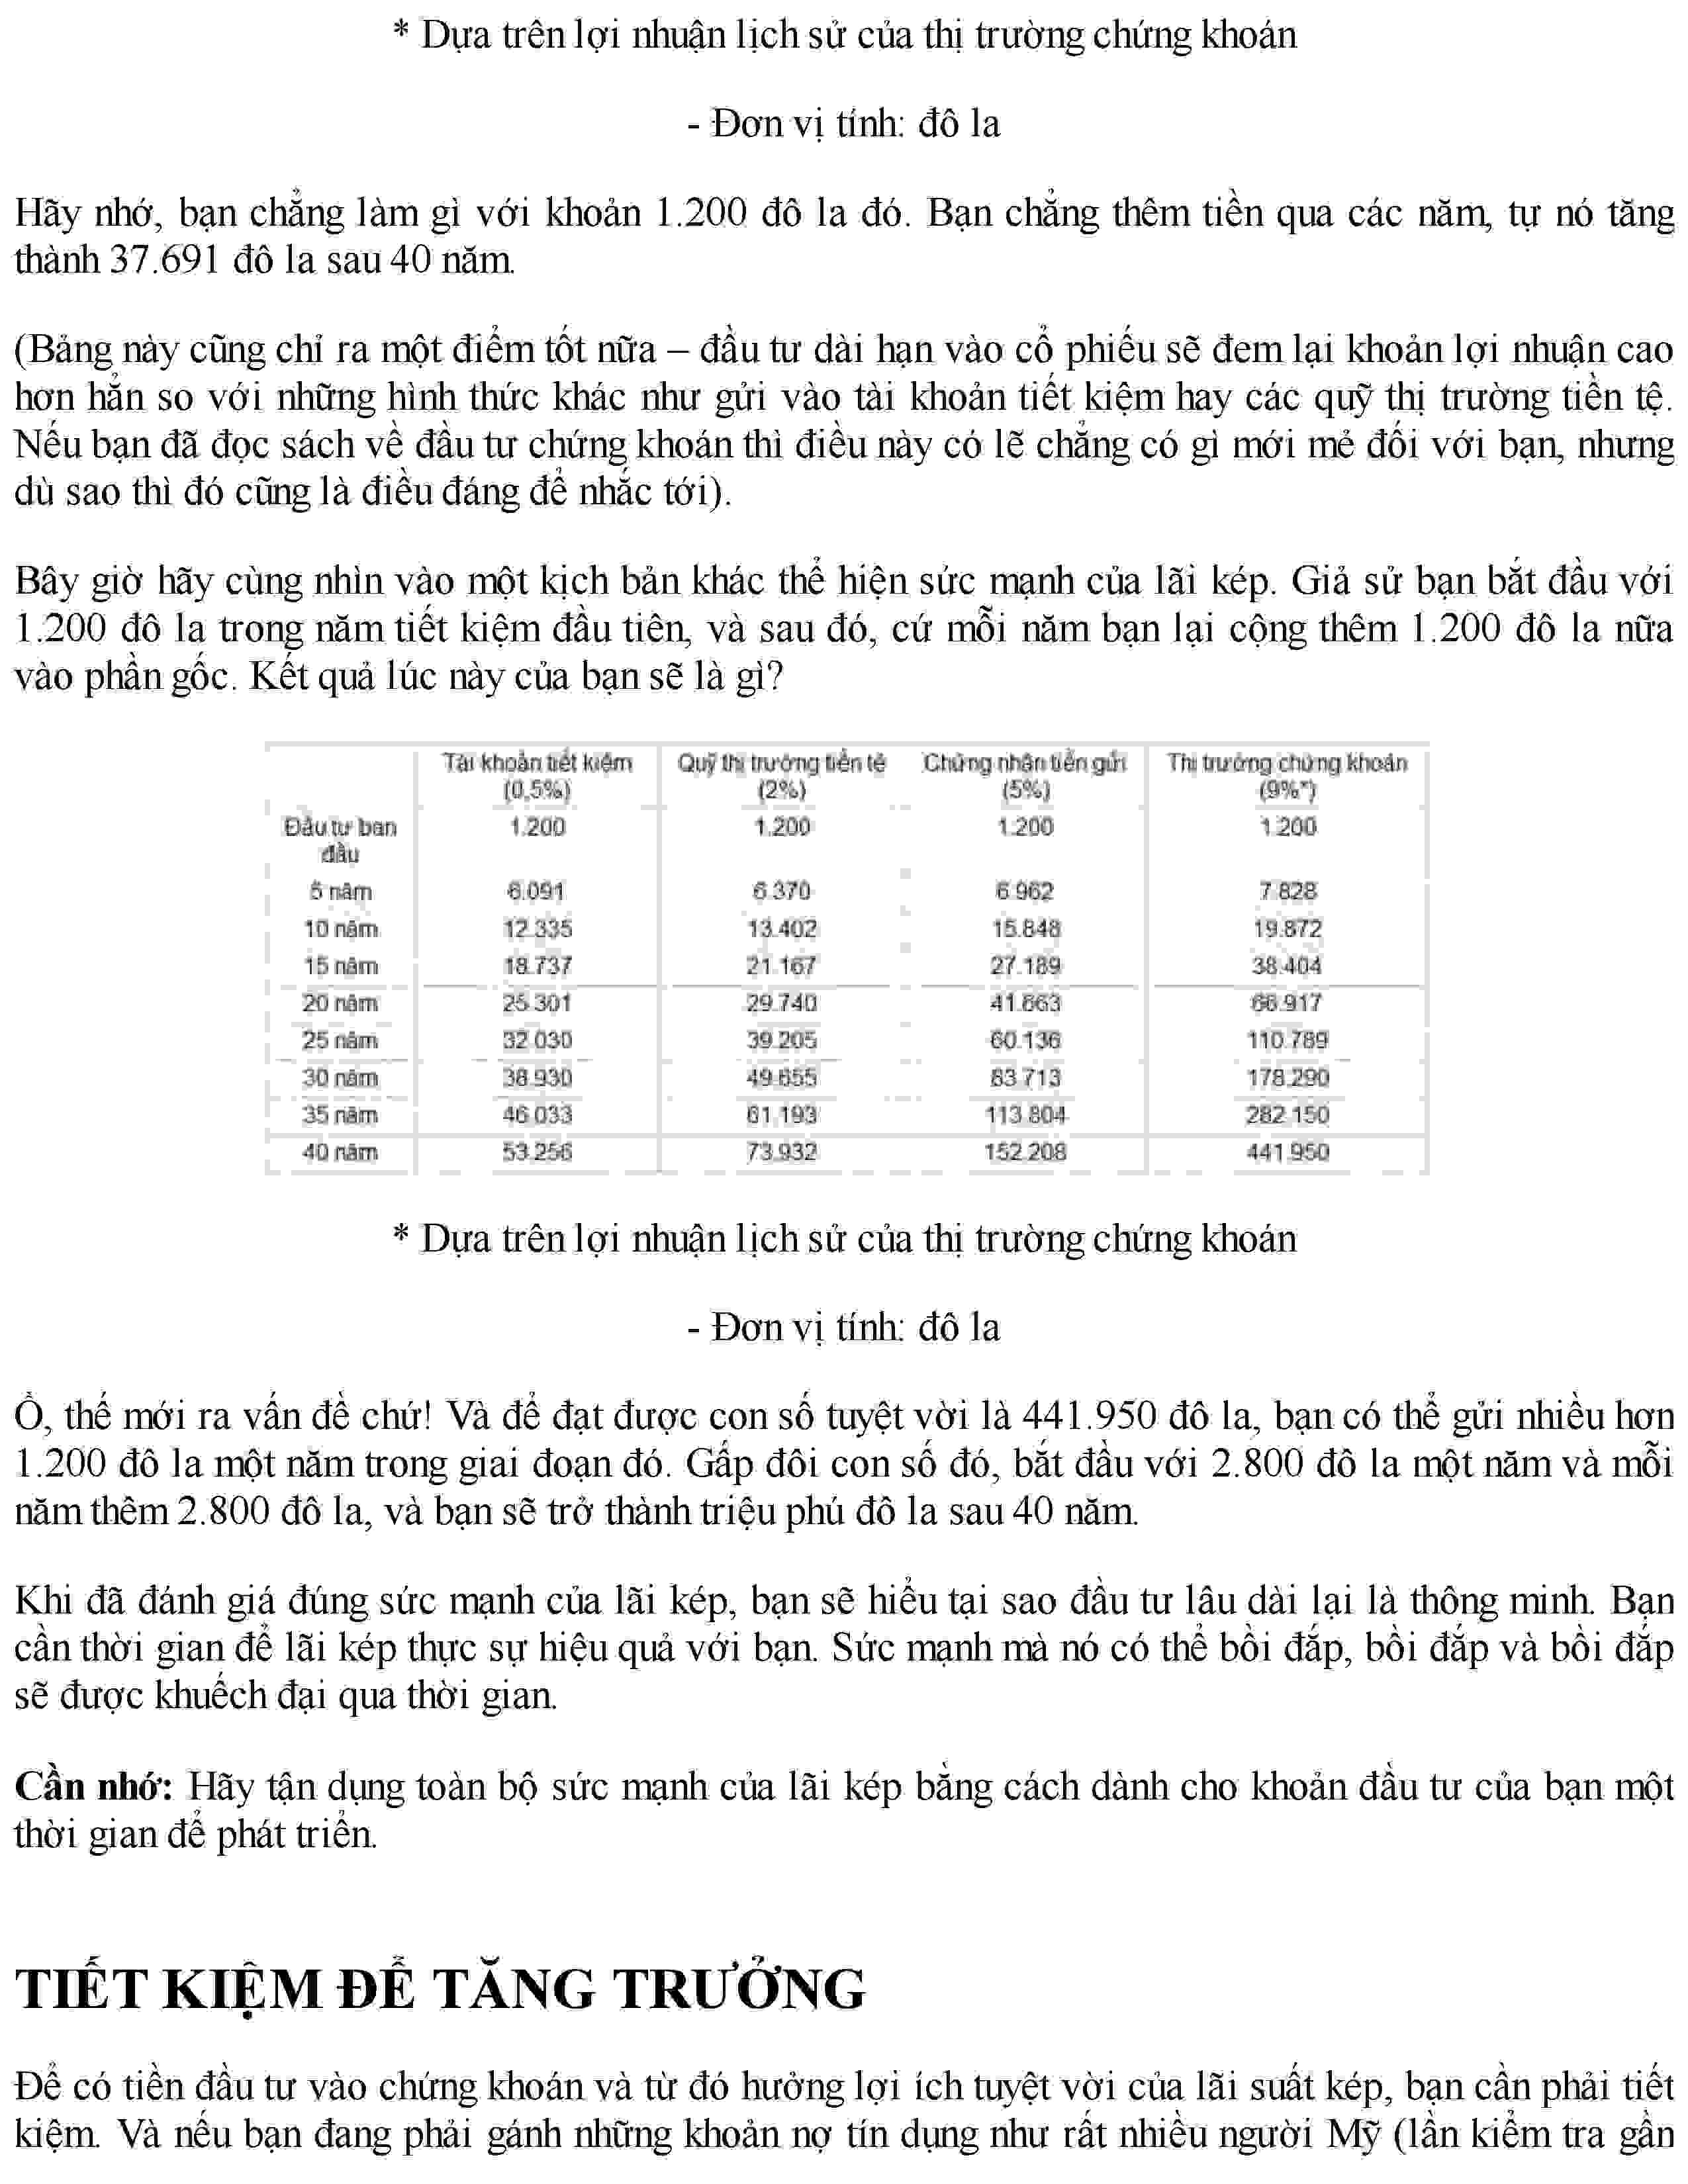 * Dựa trên lợi nhuận lịch sử của thị trường chứng khoán
- Đơn vị tính: đô la
Hãy nhớ, bạn chẳng làm gì với khoản 1.200 đô la đó. Bạn chẳng thêm tiền qua các năm, tự nó tăng
thành 37.691 đô la sau 40 năm.
(Bảng này cũng chỉ ra một điểm tốt nữa – đầu tư dài hạn vào cổ phiếu sẽ đem lại khoản lợi nhuận cao
hơn hẳn so với những hình thức khác như gửi vào tài khoản tiết kiệm hay các quỹ thị trường tiền tệ.
Nếu bạn đã đọc sách về đầu tư chứng khoán thì điều này có lẽ chẳng có gì mới mẻ đối với bạn, nhưng
dù sao thì đó cũng là điều đáng để nhắc tới).
Bây giờ hãy cùng nhìn vào một kịch bản khác thể hiện sức mạnh của lãi kép. Giả sử bạn bắt đầu với
1.200 đô la trong năm tiết kiệm đầu tiên, và sau đó, cứ mỗi năm bạn lại cộng thêm 1.200 đô la nữa
vào phần gốc. Kết quả lúc này của bạn sẽ là gì?
Tài khoản tiết kiệm Quỹ thị trường tiền tệ Chứng nhận tiền gửi Thị trường chứng khoán
(0,5%) (2%) (5%) (9%*)
Đầu tư ban 1.200 1.200 1.200 1.200
đầu
5 năm 6.091 6.370 6.962 7.828
10 năm 12.335 13.402 15.848 19.872
15 năm 18.737 21.167 27.189 38.404
20 năm 25.301 29.740 41.663 66.917
25 năm 32.030 39.205 60.136 110.789
30 năm 38.930 49.655 83.713 178.290
35 năm 46.033 61.193 113.804 282.150
40 năm 53.256 73.932 152.208 441.950
* Dựa trên lợi nhuận lịch sử của thị trường chứng khoán
- Đơn vị tính: đô la
Ồ, thế mới ra vấn đề chứ! Và để đạt được con số tuyệt vời là 441.950 đô la, bạn có thể gửi nhiều hơn
1.200 đô la một năm trong giai đoạn đó. Gấp đôi con số đó, bắt đầu với 2.800 đô la một năm và mỗi
năm thêm 2.800 đô la, và bạn sẽ trở thành triệu phú đô la sau 40 năm.
Khi đã đánh giá đúng sức mạnh của lãi kép, bạn sẽ hiểu tại sao đầu tư lâu dài lại là thông minh. Bạn
cần thời gian để lãi kép thực sự hiệu quả với bạn. Sức mạnh mà nó có thể bồi đắp, bồi đắp và bồi đắp
sẽ được khuếch đại qua thời gian.
Cần nhớ: Hãy tận dụng toàn bộ sức mạnh của lãi kép bằng cách dành cho khoản đầu tư của bạn một
thời gian để phát triển.
TIẾT KIỆM ĐỂ TĂNG TRƯỞNG
Để có tiền đầu tư vào chứng khoán và từ đó hưởng lợi ích tuyệt vời của lãi suất kép, bạn cần phải tiết
kiệm. Và nếu bạn đang phải gánh những khoản nợ tín dụng như rất nhiều người Mỹ (lần kiểm tra gần